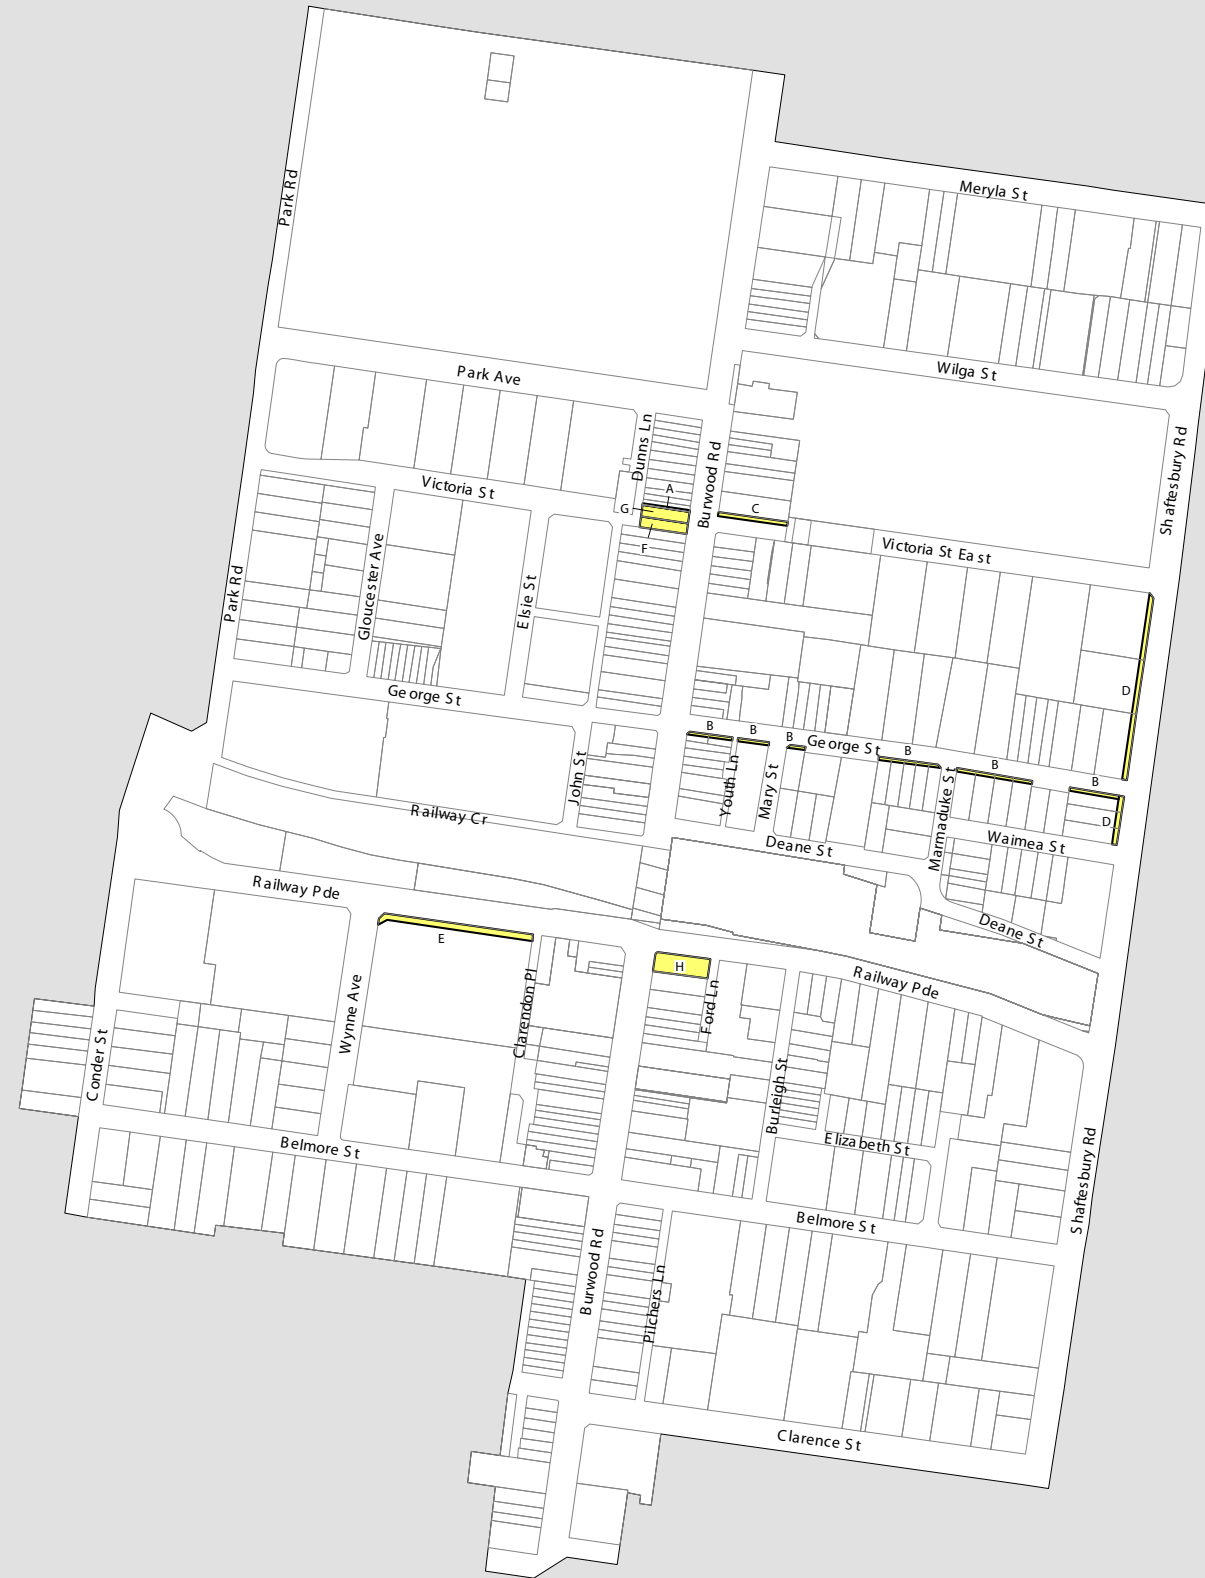 Park Rd
Meryla St
Wilga St
Park Ave
Dunns Ln
Burwood Rd
Shaftesbury Rd
Victoria St
A
G
C
F
Victoria St East
Gloucester Ave
Elsie St
Park Rd
D
George St
B
B
B
George St
B
B
B
John St
Youth Ln
Mary St
Marmaduke St
D
Railway Cr
Deane St
Waimea St
Railway Pde
E
Deane St
H
Railway Pde
Wynne Ave
Clarendon Pl
Ford Ln
Conder St
Burleigh St
Belmore St
Elizabeth St
Shaftesbury Rd
Belmore St
Burwood Rd
Pilchers Ln
Clarence St